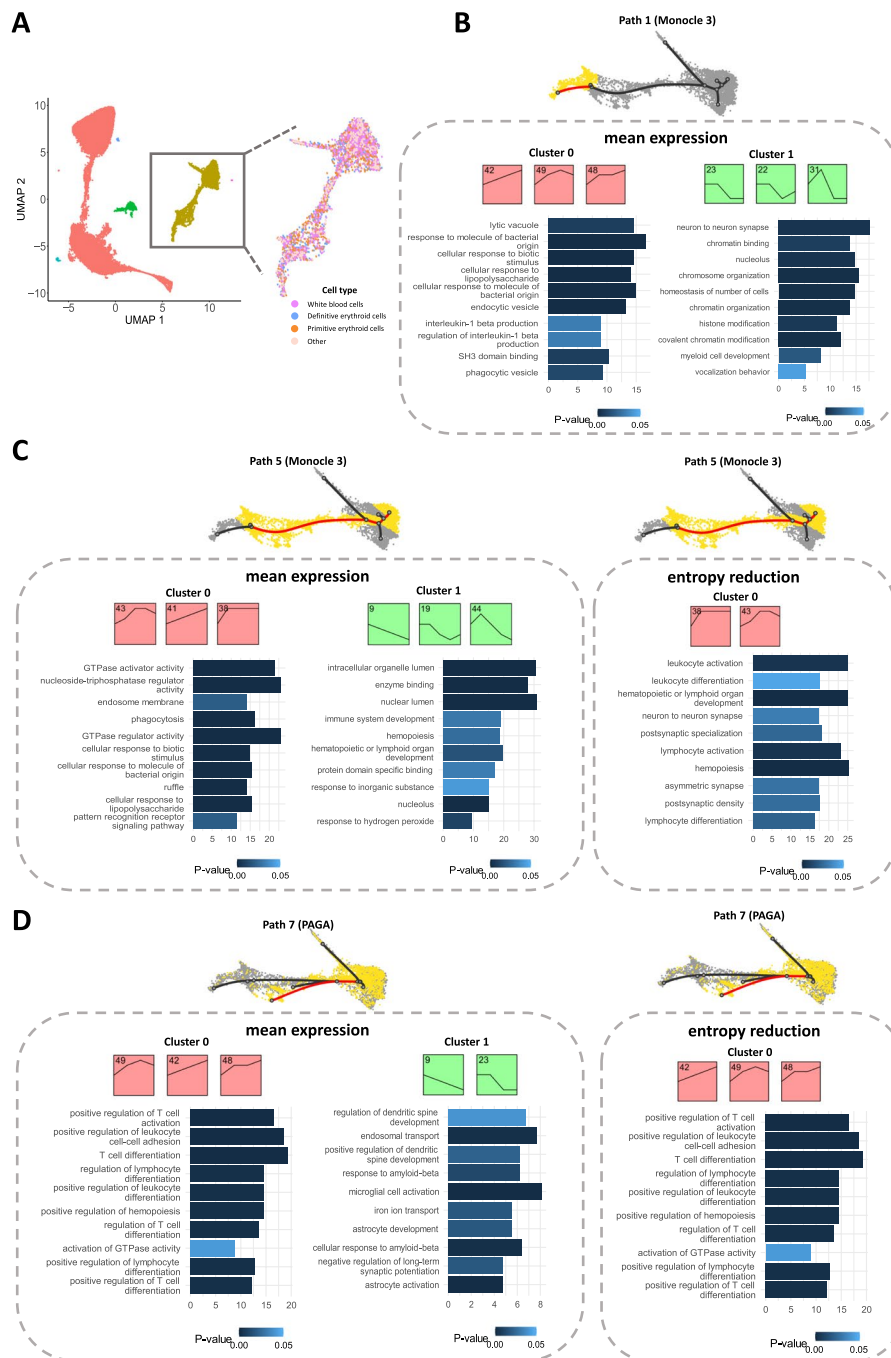 A
UMAP 2
10
5
0
−5
−10
−5
0
5
10
UMAP 1
Cell type
White blood cells
Definitive erythroid cells
Primitive erythroid cells
Other
B
Path 1 (Monocle 3)
mean expression
Cluster 0
42
49
48
lytic vacuole
response to molecule of bacterial
origin
cellular response to biotic
stimulus
cellular response to
lipopolysaccharide
cellular response to molecule of
bacterial origin
endocytic vesicle
interleukin-1 beta production
regulation of interleukin-1 beta
production
SH3 domain binding
phagocytic vesicle
0 5 10 15
P-value
0.00 0.05
Cluster 1
23
22
31
neuron to neuron synapse
chromatin binding
nucleolus
chromosome organization
homeostasis of number of cells
chromatin organization
histone modification
covalent chromatin modification
myeloid cell development
vocalization behavior
0 5 10 15
P-value
0.00 0.05
C
Path 5 (Monocle 3)
mean expression
Cluster 0
43
41
38
GTPase activator activity
nucleoside-triphosphatase regulator
activity
endosome membrane
phagocytosis
GTPase regulator activity
cellular response to biotic
stimulus
cellular response to molecule of
bacterial origin
ruffle
cellular response to
lipopolysaccharide
pattern recognition receptor
signaling pathway
0 5 10 15 20
P-value
0.00 0.05
Cluster 1
9
19
44
intracellular organelle lumen
enzyme binding
nuclear lumen
immune system development
hemopoiesis
hematopoietic or lymphoid organ
development
protein domain specific binding
response to inorganic substance
nucleolus
response to hydrogen peroxide
0 10 20 30
P-value
0.00 0.05
Path 5 (Monocle 3)
entropy reduction
Cluster 0
38
43
leukocyte activation
leukocyte differentiation
hematopoietic or lymphoid organ
development
neuron to neuron synapse
postsynaptic specialization
lymphocyte activation
hemopoiesis
asymmetric synapse
postsynaptic density
lymphocyte differentiation
0 5 10 15 20 25
P-value
0.00 0.05
D
Path 7 (PAGA)
mean expression
Cluster 0
49
42
48
positive regulation of T cell
activation
positive regulation of leukocyte
cell-cell adhesion
T cell differentiation
regulation of lymphocyte
differentiation
positive regulation of leukocyte
differentiation
positive regulation of hemopoiesis
regulation of T cell
differentiation
activation of GTPase activity
positive regulation of lymphocyte
differentiation
positive regulation of T cell
differentiation
0 5 10 15 20
P-value
0.00 0.05
Cluster 1
9
23
regulation of dendritic spine
development
endosomal transport
positive regulation of dendritic
spine development
response to amyloid-beta
microglial cell activation
iron ion transport
astrocyte development
cellular response to amyloid-beta
negative regulation of long-term
synaptic potentiation
astrocyte activation
0 2 4 6 8
P-value
0.00 0.05
Path 7 (PAGA)
entropy reduction
Cluster 0
42
49
48
positive regulation of T cell
activation
positive regulation of leukocyte
cell-cell adhesion
T cell differentiation
regulation of lymphocyte
differentiation
positive regulation of leukocyte
differentiation
positive regulation of hemopoiesis
regulation of T cell
differentiation
activation of GTPase activity
positive regulation of lymphocyte
differentiation
positive regulation of T cell
differentiation
0 5 10 15 20
P-value
0.00 0.05